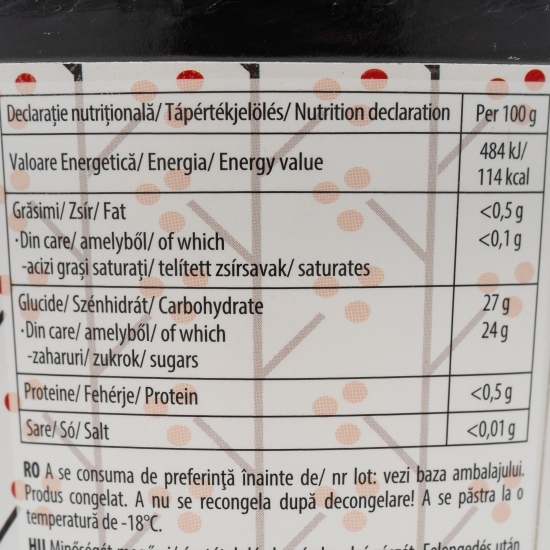 Declarație nutrițională/ Tápértékjelölés/ Nutrition declaration Per 100 g
Valoare Energetică/ Energia/ Energy value 484 kJ/
114 kcal
Grăsimi/ Zsír/ Fat <0,5 g
·Din care/ amelyből/ of which <0,1 g
-acizi grași saturați/ telített zsírsavak/ saturates
Glucide/ Szénhidrát/ Carbohydrate 27 g
·Din care/ amelyből/ of which 24 g
-zaharuri/ zukrok/ sugars
Proteine/ Fehérje/ Protein <0,5 g
Sare/ Só/ Salt <0,01 g
RO A se consuma de preferinţă înainte de/ nr lot: vezi baza ambalajului.
Produs congelat. A nu se recongela după decongelare! A se păstra la o
temperatură de -18°C.
HU